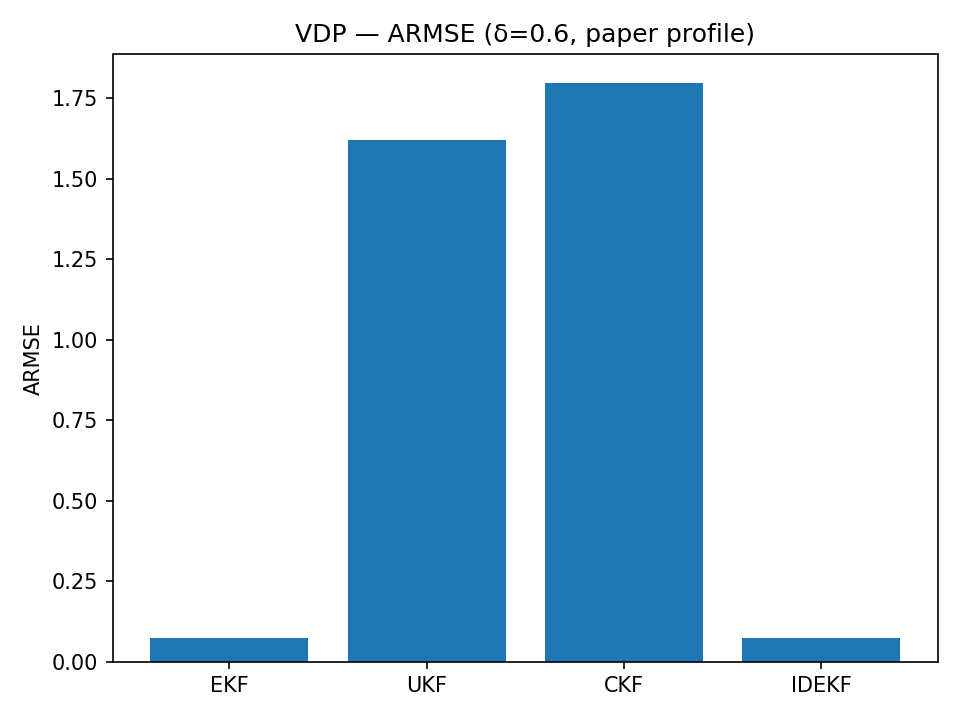 VDP — ARMSE (δ=0.6, paper profile)
ARMSE
1.75
1.50
1.25
1.00
0.75
0.50
0.25
0.00
EKF UKF CKF IDEKF